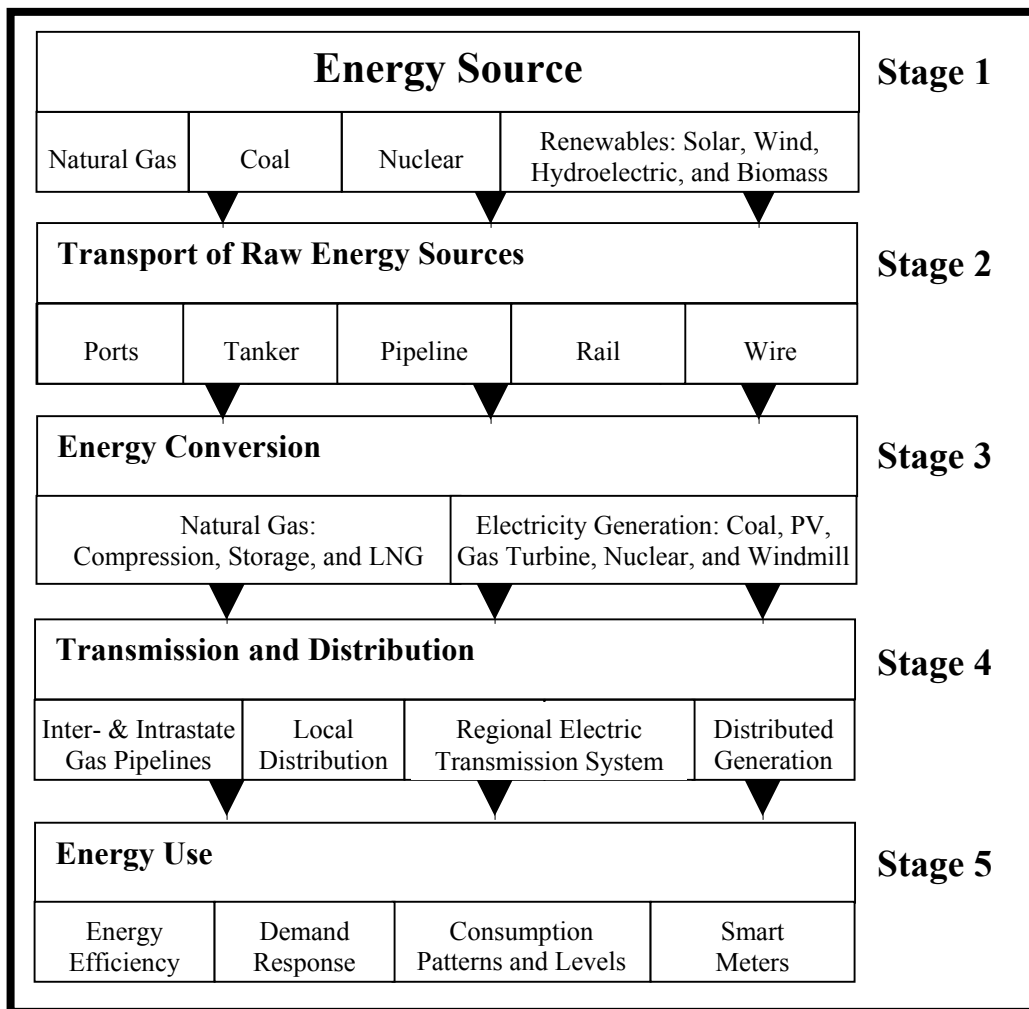 Energy Source
Stage 1
Natural Gas
Coal
Nuclear
Renewables: Solar, Wind,
Hydroelectric, and Biomass
Transport of Raw Energy Sources
Stage 2
Ports
Tanker
Pipeline
Rail
Wire
Energy Conversion
Stage 3
Natural Gas:
Compression, Storage, and LNG
Electricity Generation: Coal, PV,
Gas Turbine, Nuclear, and Windmill
Transmission and Distribution
Stage 4
Inter- & Intrastate
Gas Pipelines
Local
Distribution
Regional Electric
Transmission System
Distributed
Generation
Energy Use
Stage 5
Energy
Efficiency
Demand
Response
Consumption
Patterns and Levels
Smart
Meters